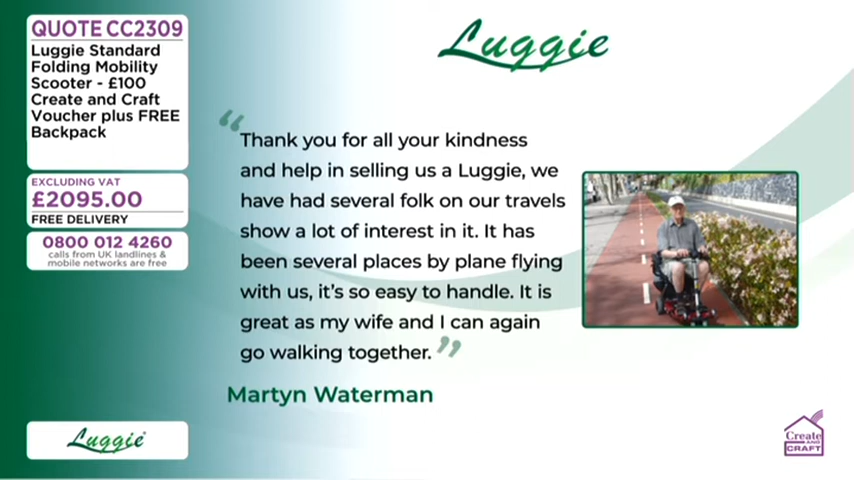 QUOTE CC2309
Luggie Standard
Folding Mobility
Scooter - £100
Create and Craft
Voucher plus FREE
Backpack
EXCLUDING VAT
£2095.00
FREE DELIVERY
0800 012 4260
calls from UK landlines &
mobile networks are free
Luggie
“Thank you for all your kindness
and help in selling us a Luggie, we
have had several folk on our travels
show a lot of interest in it. It has
been several places by plane flying
with us, it’s so easy to handle. It is
great as my wife and I can again
go walking together.”
Martyn Waterman
Luggie
Create
AND
CRAFT